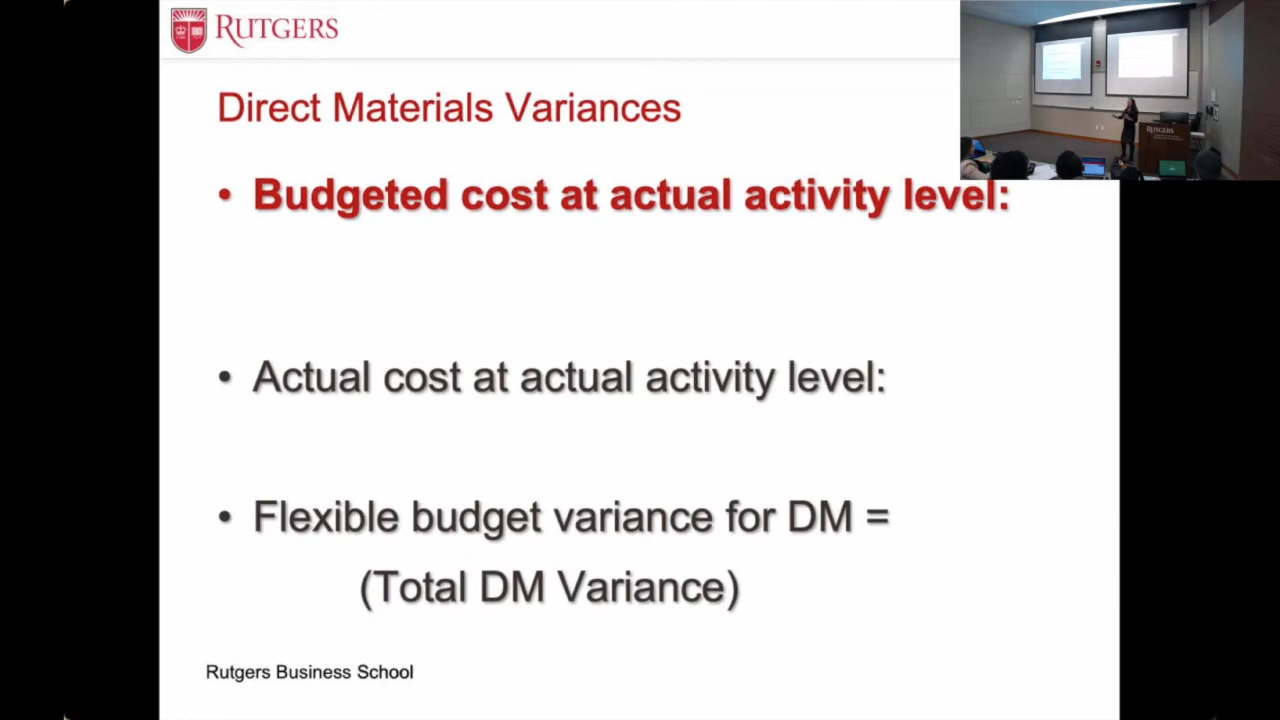 RUTGERS
Direct Materials Variances
• Budgeted cost at actual activity level:
• Actual cost at actual activity level:
• Flexible budget variance for DM =
(Total DM Variance)
Rutgers Business School
RUTGERS